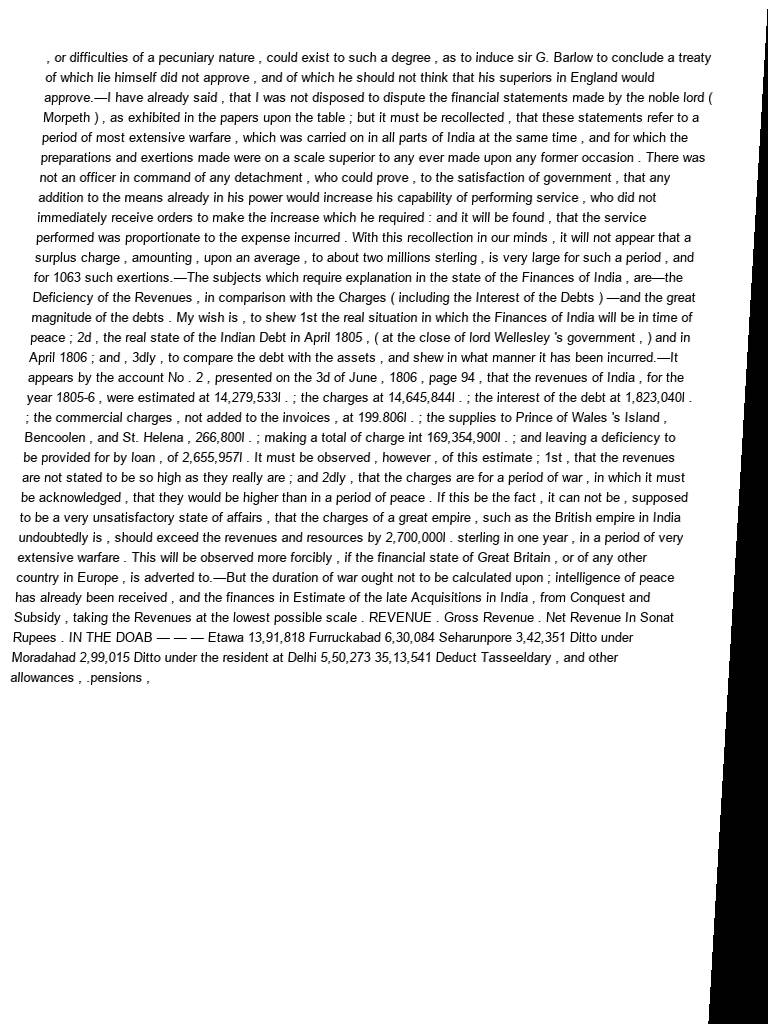 , or difficulties of a pecuniary nature , could exist to such a degree , as to induce sir G. Barlow to conclude a treaty
of which lie himself did not approve , and of which he should not think that his superiors in England would
approve.—I have already said , that I was not disposed to dispute the financial statements made by the noble lord (
Morpeth ) , as exhibited in the papers upon the table ; but it must be recollected , that these statements refer to a
period of most extensive warfare , which was carried on in all parts of India at the same time , and for which the
preparations and exertions made were on a scale superior to any ever made upon any former occasion . There was
not an officer in command of any detachment , who could prove , to the satisfaction of government , that any
addition to the means already in his power would increase his capability of performing service , who did not
immediately receive orders to make the increase which he required : and it will be found , that the service
performed was proportionate to the expense incurred . With this recollection in our minds , it will not appear that a
surplus charge , amounting , upon an average , to about two millions sterling , is very large for such a period , and
for 1063 such exertions.—The subjects which require explanation in the state of the Finances of India , are—the
Deficiency of the Revenues , in comparison with the Charges ( including the Interest of the Debts ) —and the great
magnitude of the debts . My wish is , to shew 1st the real situation in which the Finances of India will be in time of
peace ; 2d , the real state of the Indian Debt in April 1805 , ( at the close of lord Wellesley 's government , ) and in
April 1806 ; and , 3dly , to compare the debt with the assets , and shew in what manner it has been incurred.—It
appears by the account No . 2 , presented on the 3d of June , 1806 , page 94 , that the revenues of India , for the
year 1805-6 , were estimated at 14,279,533l . ; the charges at 14,645,844l . ; the interest of the debt at 1,823,040l .
; the commercial charges , not added to the invoices , at 199.806l . ; the supplies to Prince of Wales 's Island ,
Bencoolen , and St. Helena , 266,800l . ; making a total of charge int 169,354,900l . ; and leaving a deficiency to
be provided for by loan , of 2,655,957l . It must be observed , however , of this estimate ; 1st , that the revenues
are not stated to be so high as they really are ; and 2dly , that the charges are for a period of war , in which it must
be acknowledged , that they would be higher than in a period of peace . If this be the fact , it can not be , supposed
to be a very unsatisfactory state of affairs , that the charges of a great empire , such as the British empire in India
undoubtedly is , should exceed the revenues and resources by 2,700,000l . sterling in one year , in a period of very
extensive warfare . This will be observed more forcibly , if the financial state of Great Britain , or of any other
country in Europe , is adverted to.—But the duration of war ought not to be calculated upon ; intelligence of peace
has already been received , and the finances in Estimate of the late Acquisitions in India , from Conquest and
Subsidy , taking the Revenues at the lowest possible scale . REVENUE . Gross Revenue . Net Revenue In Sonat
Rupees . IN THE DOAB — — — Etawa 13,91,818 Furruckabad 6,30,084 Seharunpore 3,42,351 Ditto under
Moradahad 2,99,015 Ditto under the resident at Delhi 5,50,273 35,13,541 Deduct Tasseeldary , and other
allowances , .pensions ,